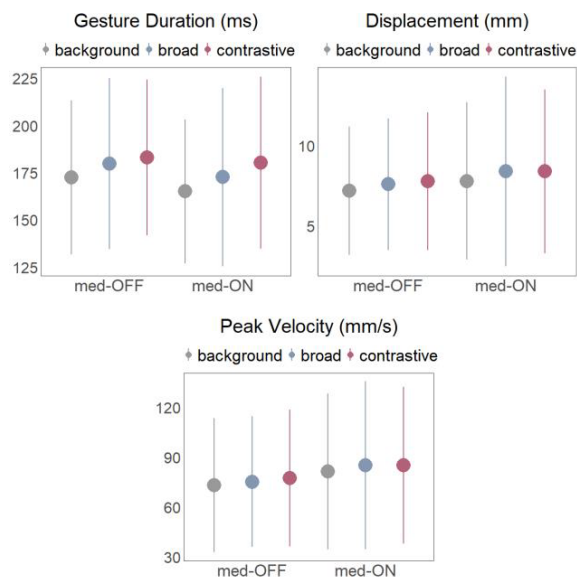 Gesture Duration (ms)
background broad contrastive
225
200
175
150
125
med-OFF med-ON
Displacement (mm)
background broad contrastive
10
5
med-OFF med-ON
Peak Velocity (mm/s)
background broad contrastive
120
90
60
30
med-OFF med-ON